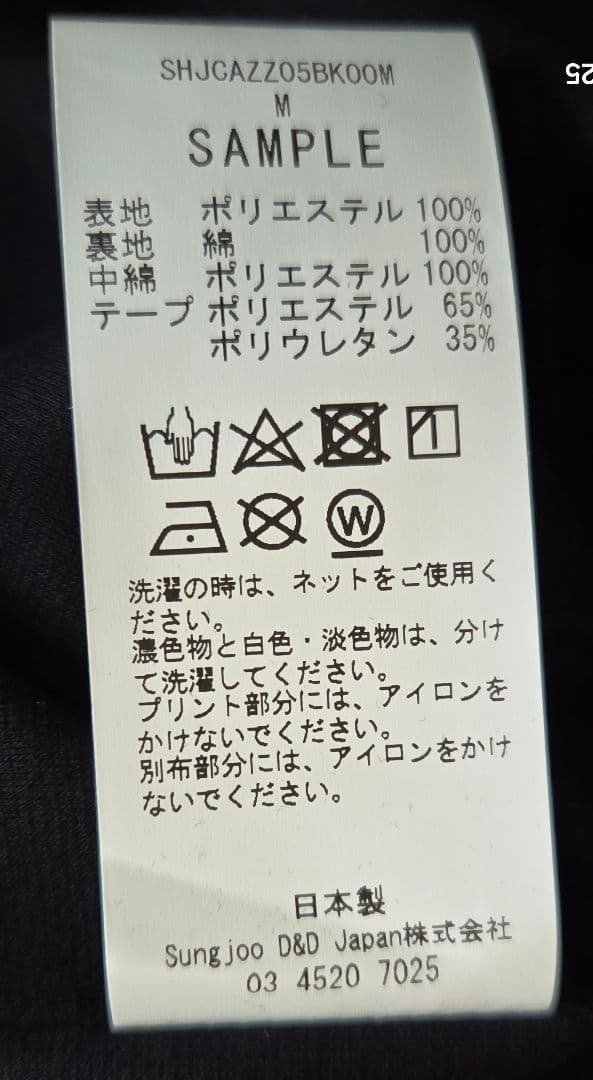 SHJCAZZ05BK00M
M
SAMPLE
表地 ポリエステル 100%
裏地 綿 100%
中綿 ポリエステル 100%
テープ ポリエステル 65%
ポリウレタン 35%
W
洗濯の時は、ネットをご使用く
ださい。
濃色物と白色・淡色物は、分け
て洗濯してください。
プリント部分には、アイロンを
かけないでください。
別布部分には、アイロンをかけ
ないでください。
日本製
Sungjoo D&D Japan株式会社
03 4520 7025
25